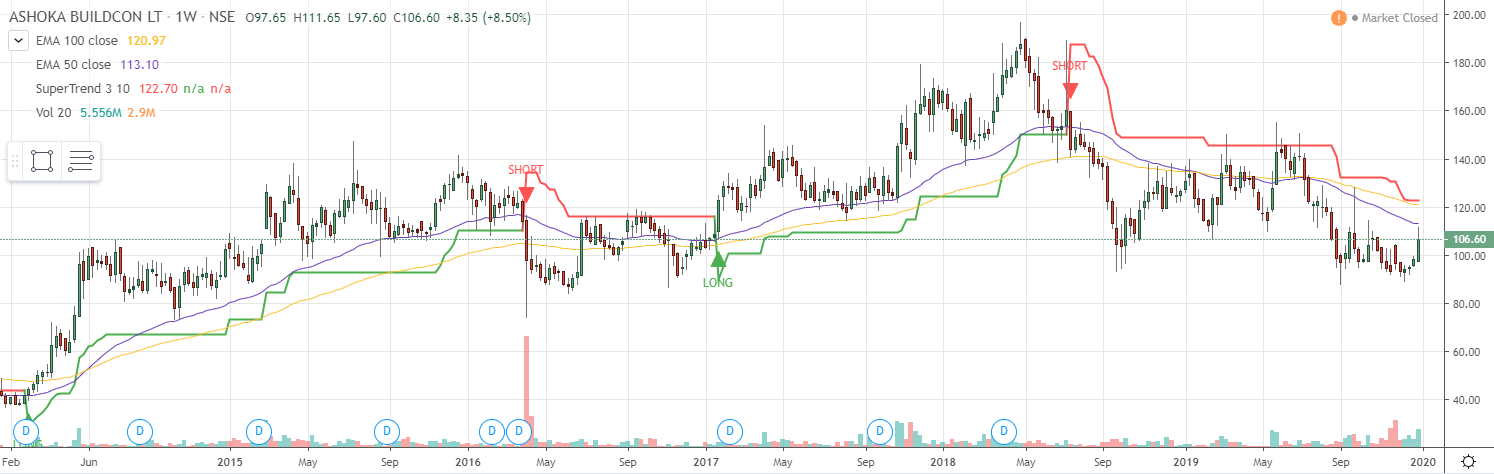 ASHOKA BUILDCON LT · 1W · NSE O97.65 H111.65 L97.60 C106.60 +8.35 (+8.50%)
! Market Closed
EMA 100 close 120.97
EMA 50 close 113.10
SuperTrend 3 10 122.70 n/a n/a
Vol 20 5.556M 2.9M
200.00
180.00
160.00
140.00
120.00
106.60
100.00
80.00
60.00
40.00
SHORT
SHORT
LONG
D D D D D D D D D
Feb Jun 2015 May Sep 2016 May Sep 2017 May Sep 2018 May Sep 2019 May Sep 2020